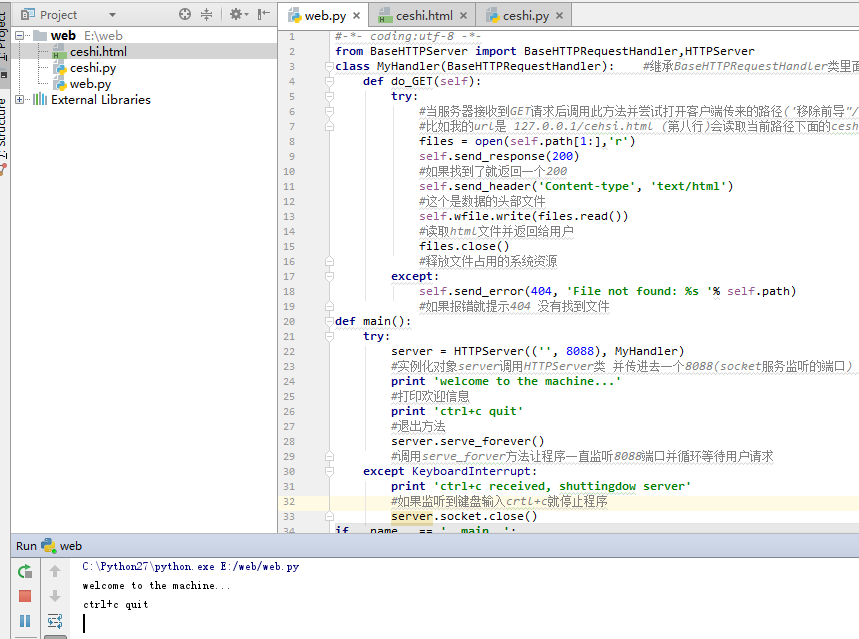 Project
web.py
ceshi.html
ceshi.py
web E:\web
ceshi.html
ceshi.py
web.py
External Libraries
Structure
1 #-*- coding:utf-8 -*-
2 from BaseHTTPServer import BaseHTTPRequestHandler,HTTPServer
3 class MyHandler(BaseHTTPRequestHandler): #继承BaseHTTPRequestHandler类里面
4 def do_GET(self):
5 try:
6 #当服务器接收到GET请求后调用此方法并尝试打开客户端传来的路径('移除前导"/
7 #比如我的url是 127.0.0.1/cehsi.html (第八行)会读取当前路径下面的cesh
8 files = open(self.path[1:],'r')
9 self.send_response(200)
10 #如果找到了就返回一个200
11 self.send_header('Content-type', 'text/html')
12 #这个是数据的头部文件
13 self.wfile.write(files.read())
14 #读取html文件并返回给用户
15 files.close()
16 #释放文件占用的系统资源
17 except:
18 self.send_error(404, 'File not found: %s '% self.path)
19 #如果报错就提示404 没有找到文件
20 def main():
21 try:
22 server = HTTPServer(('', 8088), MyHandler)
23 #实例化对象server调用HTTPServer类 并传进去一个8088(socket服务监听的端口)
24 print 'welcome to the machine...'
25 #打印欢迎信息
26 print 'ctrl+c quit'
27 #退出方法
28 server.serve_forever()
29 #调用serve_forver方法让程序一直监听8088端口并循环等待用户请求
30 except KeyboardInterrupt:
31 print 'ctrl+c received, shuttingdow server'
32 #如果监听到键盘输入crtl+c就停止程序
33 server.socket.close()
34 if __name__ == '__main__':
Run web
C:\Python27\python.exe E:/web/web.py
welcome to the machine...
ctrl+c quit